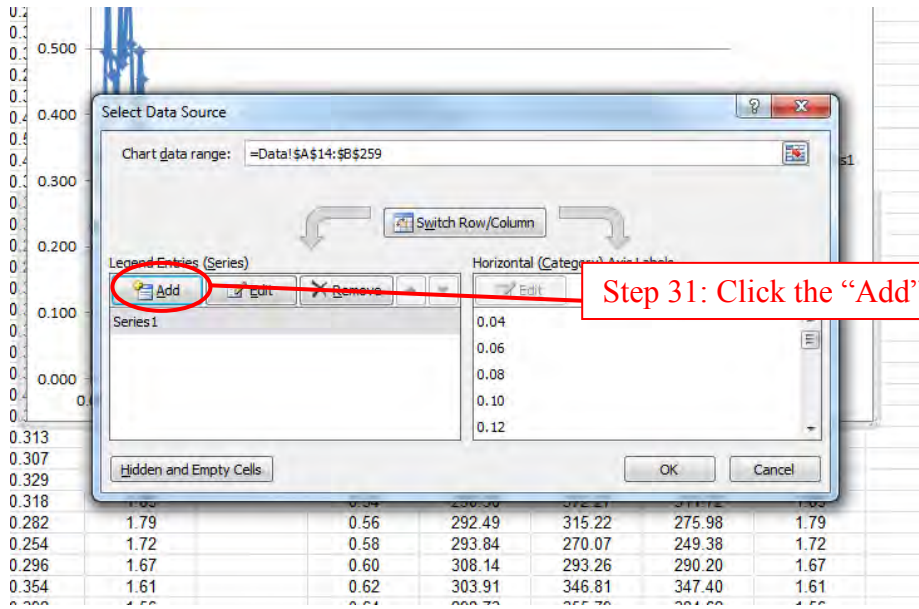 0.500
0.400
0.300
0.200
0.100
0.000
Select Data Source
Chart data range: =Data!$A$14:$B$259
Switch Row/Column
Legend Entries (Series)
Horizontal (Category) Axis Labels
Add Edit Remove
Edit
Step 31: Click the “Add”
Series1
0.04
0.06
0.08
0.10
0.12
Hidden and Empty Cells
OK Cancel
0.313
0.307
0.329
0.318
0.282 1.79 0.56 292.49 315.22 275.98 1.79
0.254 1.72 0.58 293.84 270.07 249.38 1.72
0.296 1.67 0.60 308.14 293.26 290.20 1.67
0.354 1.61 0.62 303.91 346.81 347.40 1.61